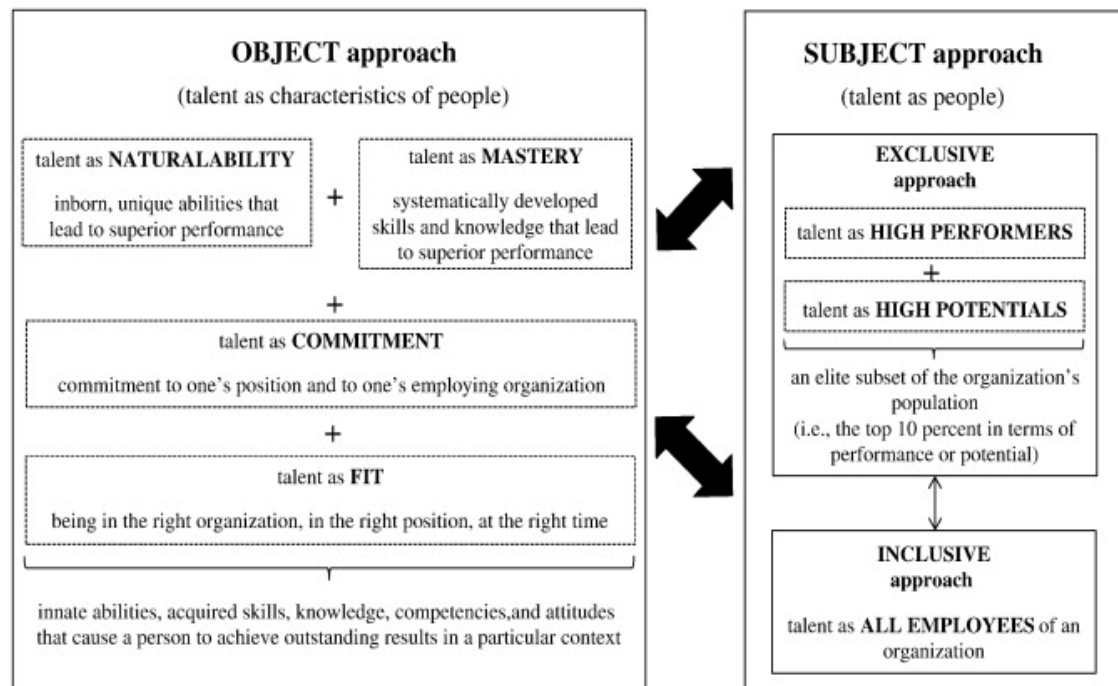 OBJECT approach
(talent as characteristics of people)
talent as NATURALABILITY
inborn, unique abilities that
lead to superior performance
+
talent as MASTERY
systematically developed
skills and knowledge that lead
to superior performance
+
talent as COMMITMENT
commitment to one's position and to one's employing organization
+
talent as FIT
being in the right organization, in the right position, at the right time
innate abilities, acquired skills, knowledge, competencies,and attitudes
that cause a person to achieve outstanding results in a particular context
SUBJECT approach
(talent as people)
EXCLUSIVE
approach
talent as HIGH PERFORMERS
+
talent as HIGH POTENTIALS
an elite subset of the organization's
population
(i.e., the top 10 percent in terms of
performance or potential)
INCLUSIVE
approach
talent as ALL EMPLOYEES of an
organization